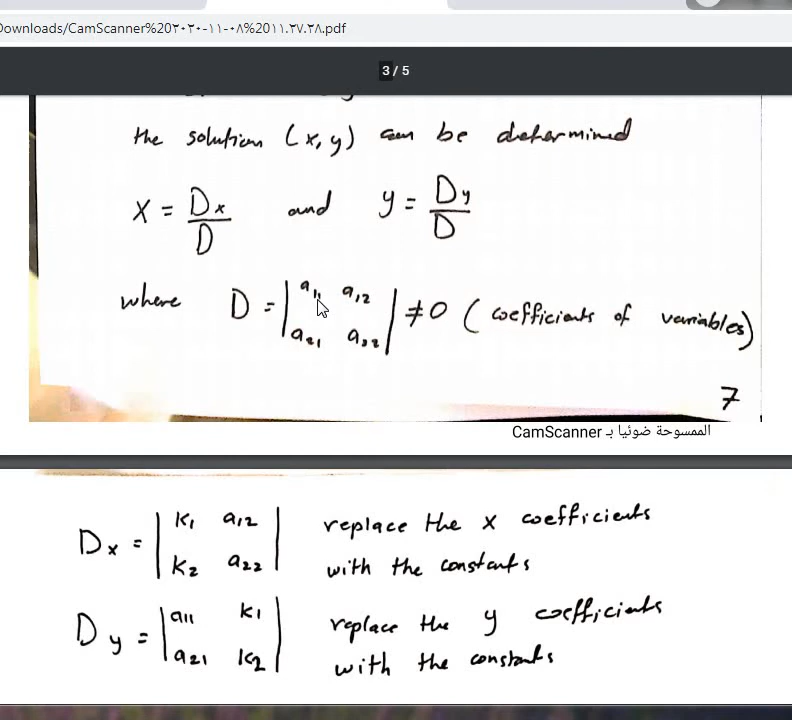 Downloads/CamScanner%20٢٠٢٠-١١-٠٨%2011.٢٧.٢٨.pdf
3 / 5
the solution (x, y) can be determined
x = Dx/D and y = Dy/D
where D = | a11 a12 | ≠ 0 (coefficients of variables)
| a21 a22 |
7
الممسوحة ضوئيا بـ CamScanner
Dx = | k1 a12 | replace the x coefficients
| k2 a22 | with the constants
Dy = | a11 k1 | replace the y coefficients
| a21 k2 | with the constants